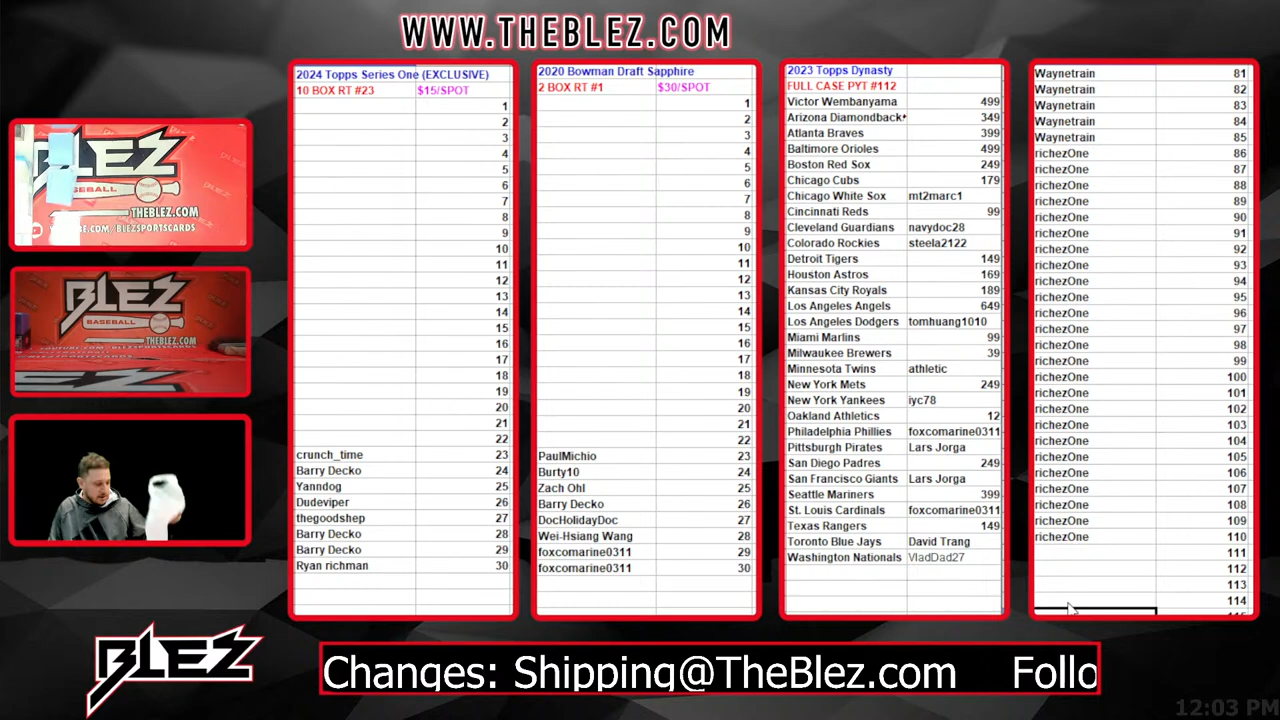 WWW.THEBLEZ.COM
BLEZ
BASEBALL
THEBLEZ.COM
BLEZ
BASEBALL
THEBLEZ.COM
2024 Topps Series One (EXCLUSIVE)
10 BOX RT #23 $15/SPOT
1
2
3
4
5
6
7
8
9
10
11
12
13
14
15
16
17
18
19
20
21
22
crunch_time 23
Barry Decko 24
Yanndog 25
Dudeviper 26
thegoodshep 27
Barry Decko 28
Barry Decko 29
Ryan richman 30
2020 Bowman Draft Sapphire
2 BOX RT #1 $30/SPOT
1
2
3
4
5
6
7
8
9
10
11
12
13
14
15
16
17
18
19
20
21
22
PaulMichio 23
Burty10 24
Zach Ohl 25
Barry Decko 26
DocHolidayDoc 27
Wei-Hsiang Wang 28
foxcomarine0311 29
foxcomarine0311 30
2023 Topps Dynasty
FULL CASE PYT #112
Victor Wembanyama 499
Arizona Diamondback 349
Atlanta Braves 399
Baltimore Orioles 499
Boston Red Sox 249
Chicago Cubs 179
Chicago White Sox mt2marc1
Cincinnati Reds 99
Cleveland Guardians navydoc28
Colorado Rockies steela2122
Detroit Tigers 149
Houston Astros 169
Kansas City Royals 189
Los Angeles Angels 649
Los Angeles Dodgers tomhuang1010
Miami Marlins 99
Milwaukee Brewers 39
Minnesota Twins athletic
New York Mets 249
New York Yankees iyc78
Oakland Athletics 12
Philadelphia Phillies foxcomarine0311
Pittsburgh Pirates Lars Jorga
San Diego Padres 249
San Francisco Giants Lars Jorga
Seattle Mariners 399
St. Louis Cardinals foxcomarine0311
Texas Rangers 149
Toronto Blue Jays David Trang
Washington Nationals VladDad27
Waynetrain 81
Waynetrain 82
Waynetrain 83
Waynetrain 84
Waynetrain 85
richezOne 86
richezOne 87
richezOne 88
richezOne 89
richezOne 90
richezOne 91
richezOne 92
richezOne 93
richezOne 94
richezOne 95
richezOne 96
richezOne 97
richezOne 98
richezOne 99
richezOne 100
richezOne 101
richezOne 102
richezOne 103
richezOne 104
richezOne 105
richezOne 106
richezOne 107
richezOne 108
richezOne 109
richezOne 110
111
112
113
114
BLEZ
Changes: Shipping@TheBlez.com Follo
12:03 PM